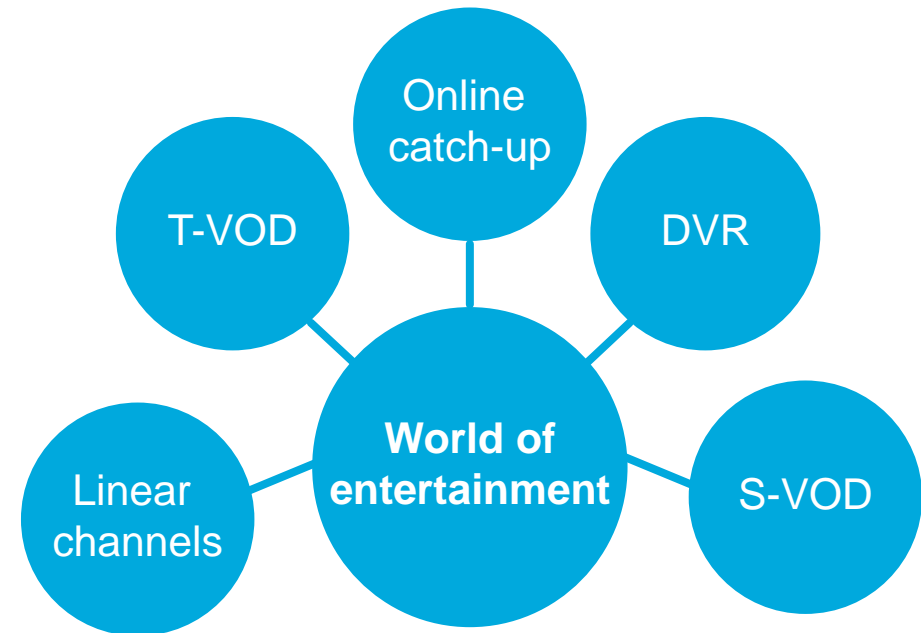 Online
catch-up
T-VOD
DVR
World of
entertainment
Linear
channels
S-VOD